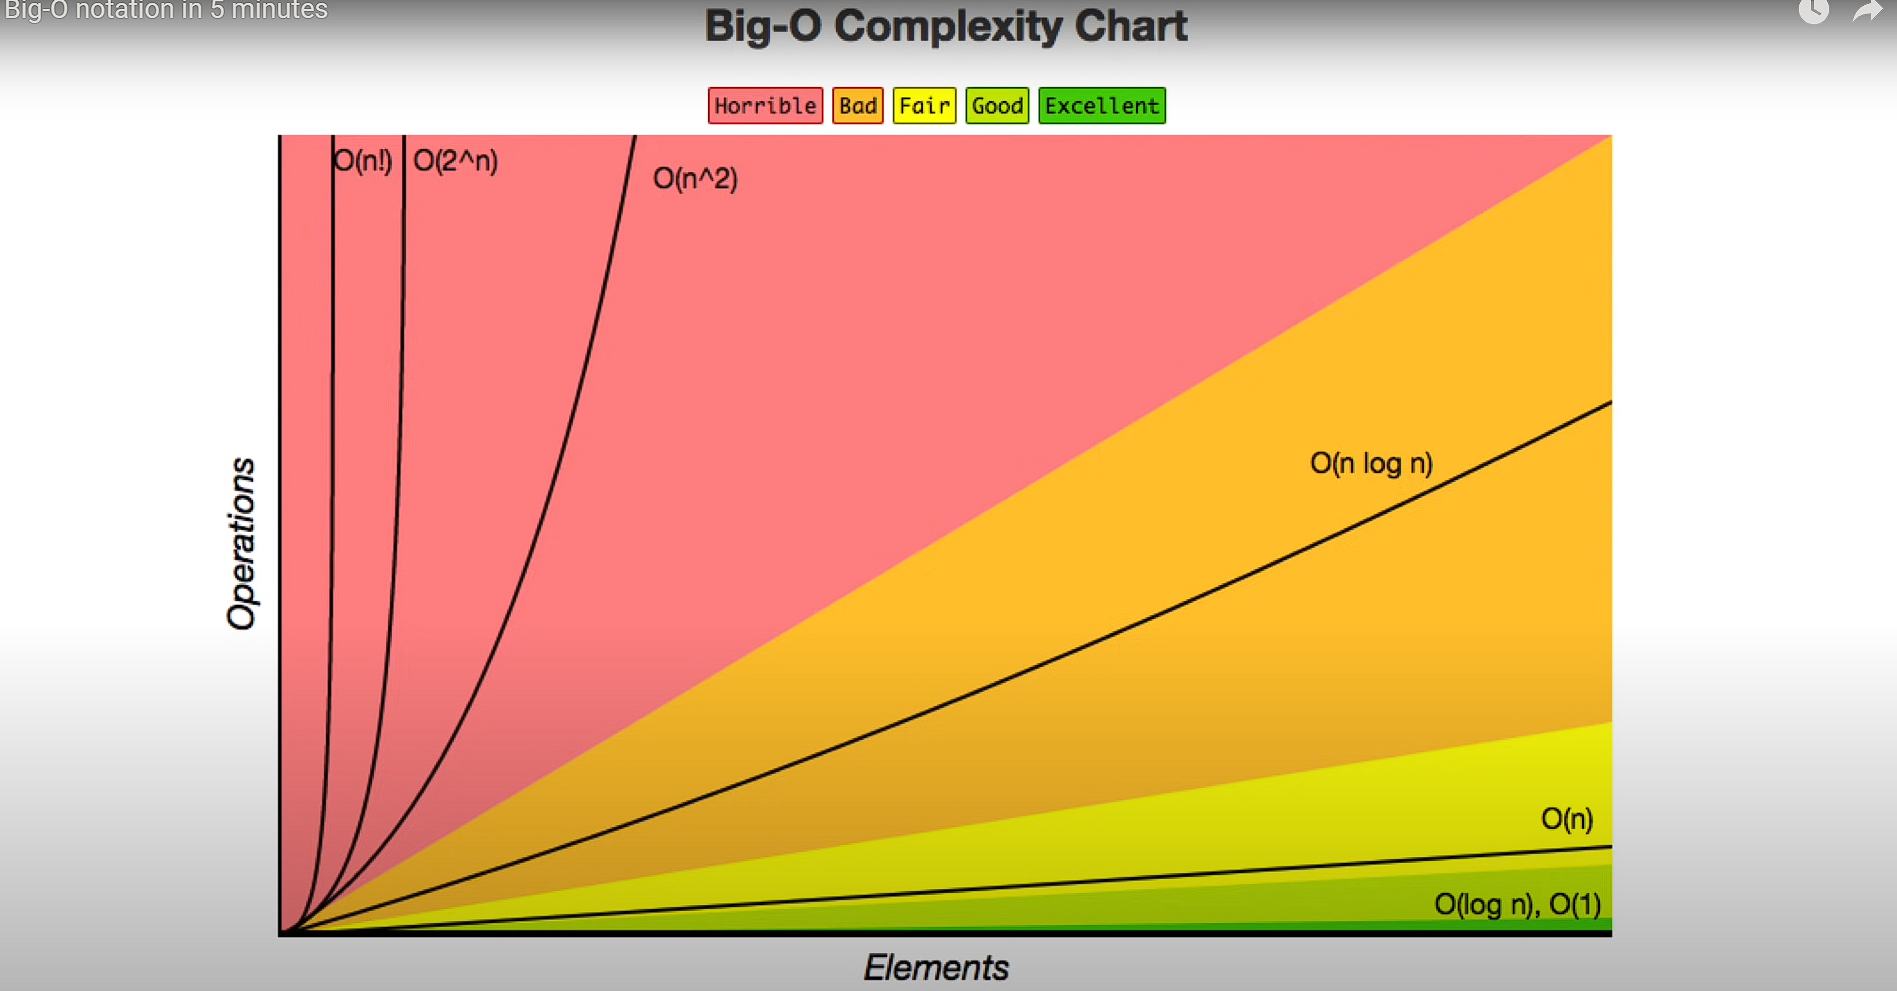 Big-O notation in 5 minutes
Big-O Complexity Chart
Horrible Bad Fair Good Excellent
O(n!) O(2^n)
O(n^2)
O(n log n)
O(n)
O(log n), O(1)
Operations
Elements